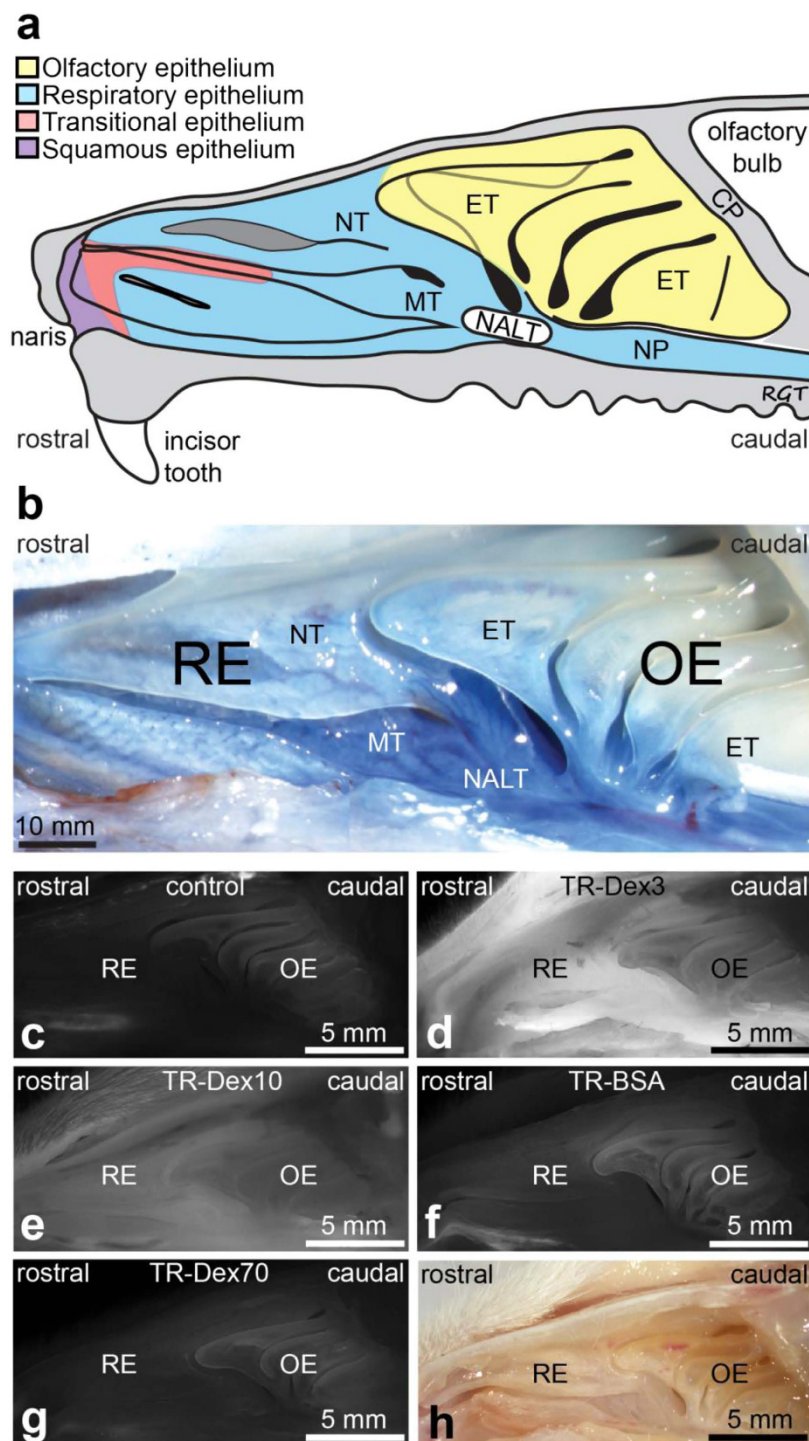 a
Olfactory epithelium
Respiratory epithelium
Transitional epithelium
Squamous epithelium
olfactory
bulb
CP
ET
NT
ET
MT
NALT
naris
NP
RGT
rostral
incisor
tooth
caudal
b
rostral
caudal
NT
ET
RE
OE
MT
ET
NALT
10 mm
rostral control caudal
RE OE
c 5 mm
rostral TR-Dex3 caudal
RE OE
d 5 mm
rostral TR-Dex10 caudal
RE OE
e 5 mm
rostral TR-BSA caudal
RE OE
f 5 mm
rostral TR-Dex70 caudal
RE OE
g 5 mm
rostral caudal
RE OE
h 5 mm